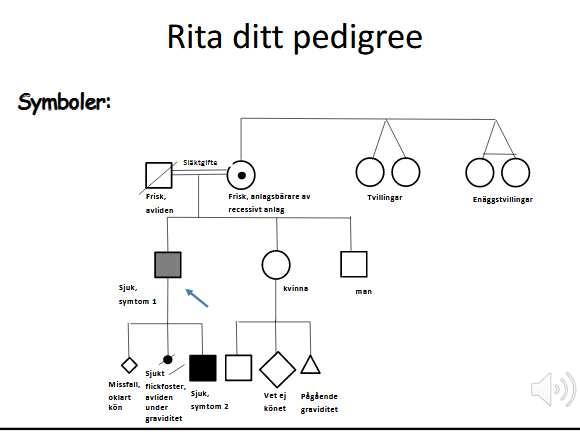 Rita ditt pedigree
Symboler:
Släktgifte
Frisk,
avliden
Frisk, anlagsbärare av
recessivt anlag
Tvillingar
Enäggstvillingar
Sjuk,
symtom 1
kvinna
man
Missfall,
oklart
kön
Sjukt
flickfoster,
avliden
under
graviditet
Sjuk,
symtom 2
Vet ej
könet
Pågående
graviditet